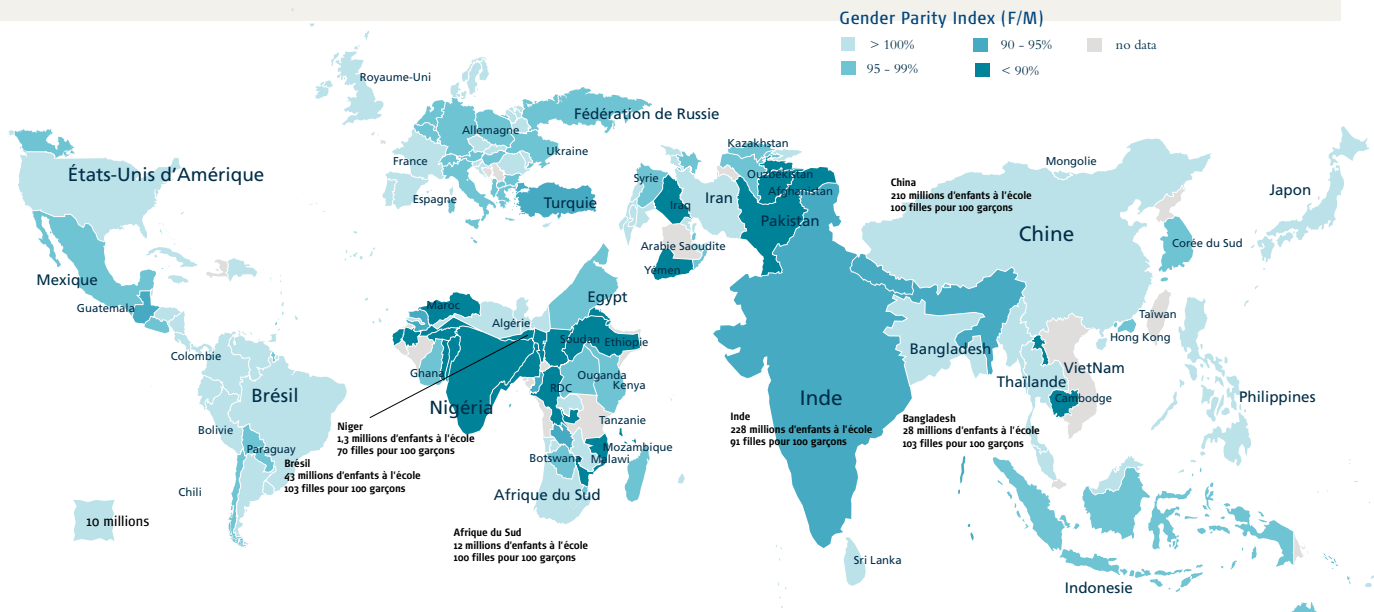 Gender Parity Index (F/M)
> 100%
90 - 95%
no data
95 - 99%
< 90%
Royaume-Uni
Allemagne
Fédération de Russie
France
Ukraine
Espagne
Turquie
États-Unis d'Amérique
Mexique
Guatemala
Colombie
Brésil
Bolivie
Paraguay
Chili
10 millions
Brésil
43 millions d'enfants à l'école
103 filles pour 100 garçons
Niger
1,3 millions d'enfants à l'école
70 filles pour 100 garçons
Maroc
Algérie
Egypt
Soudan
Ethiopie
Ghana
Nigéria
RDC
Ouganda
Kenya
Tanzanie
Mozambique
Botswana
Malawi
Afrique du Sud
Afrique du Sud
12 millions d'enfants à l'école
100 filles pour 100 garçons
Syrie
Iraq
Iran
Arabie Saoudite
Yémen
Kazakhstan
Ouzbekistan
Afghanistan
Pakistan
China
210 millions d'enfants à l'école
100 filles pour 100 garçons
Mongolie
Chine
Japon
Corée du Sud
Taïwan
Hong Kong
Inde
Inde
228 millions d'enfants à l'école
91 filles pour 100 garçons
Bangladesh
Bangladesh
28 millions d'enfants à l'école
103 filles pour 100 garçons
Sri Lanka
VietNam
Thaïlande
Cambodge
Philippines
Indonesie